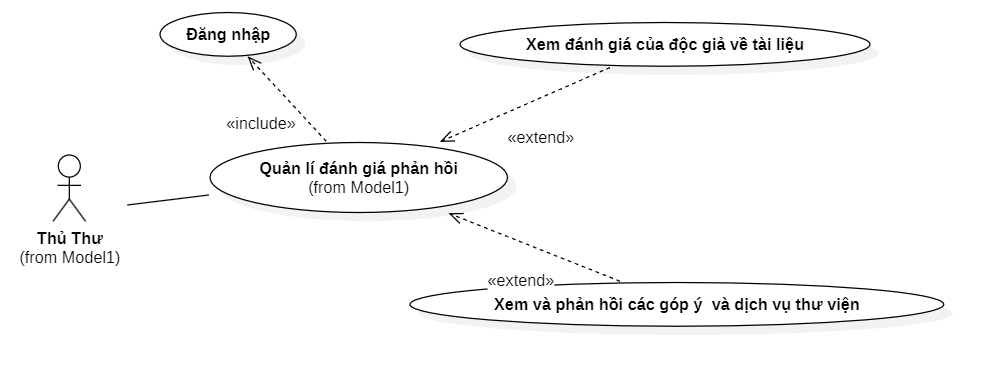 Đăng nhập
Xem đánh giá của độc giả về tài liệu
«include»
«extend»
Quản lí đánh giá phản hồi
(from Model1)
Thủ Thư
(from Model1)
«extend»
Xem và phản hồi các góp ý  và dịch vụ thư viện